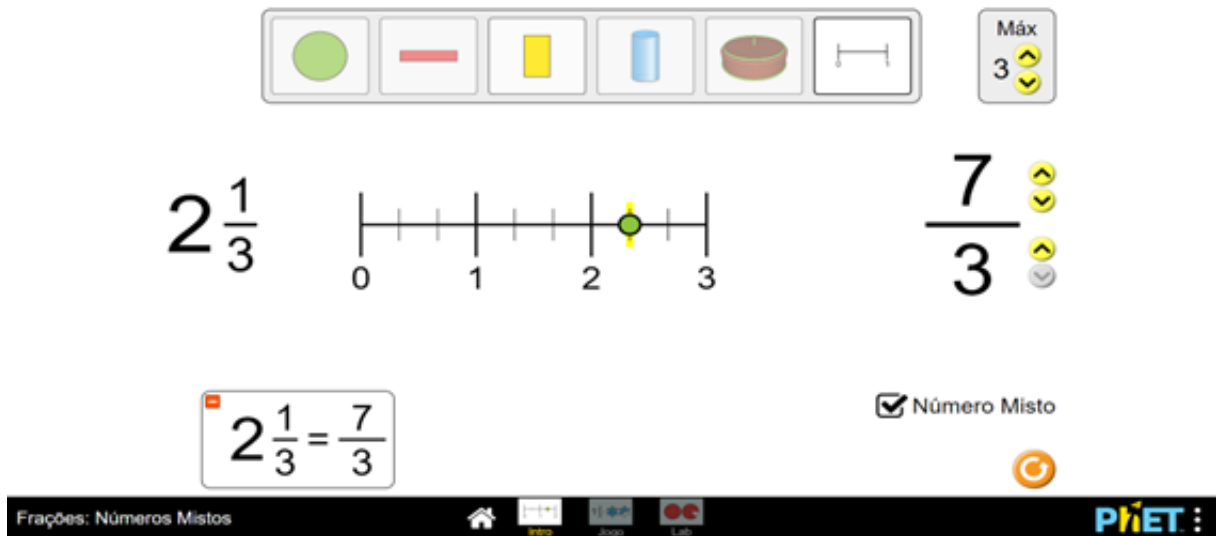 Máx
3
2 1/3
0 1 2 3
7/3
2 1/3 = 7/3
Número Misto
Frações: Números Mistos
Intro
Jogo
Lab
PhET